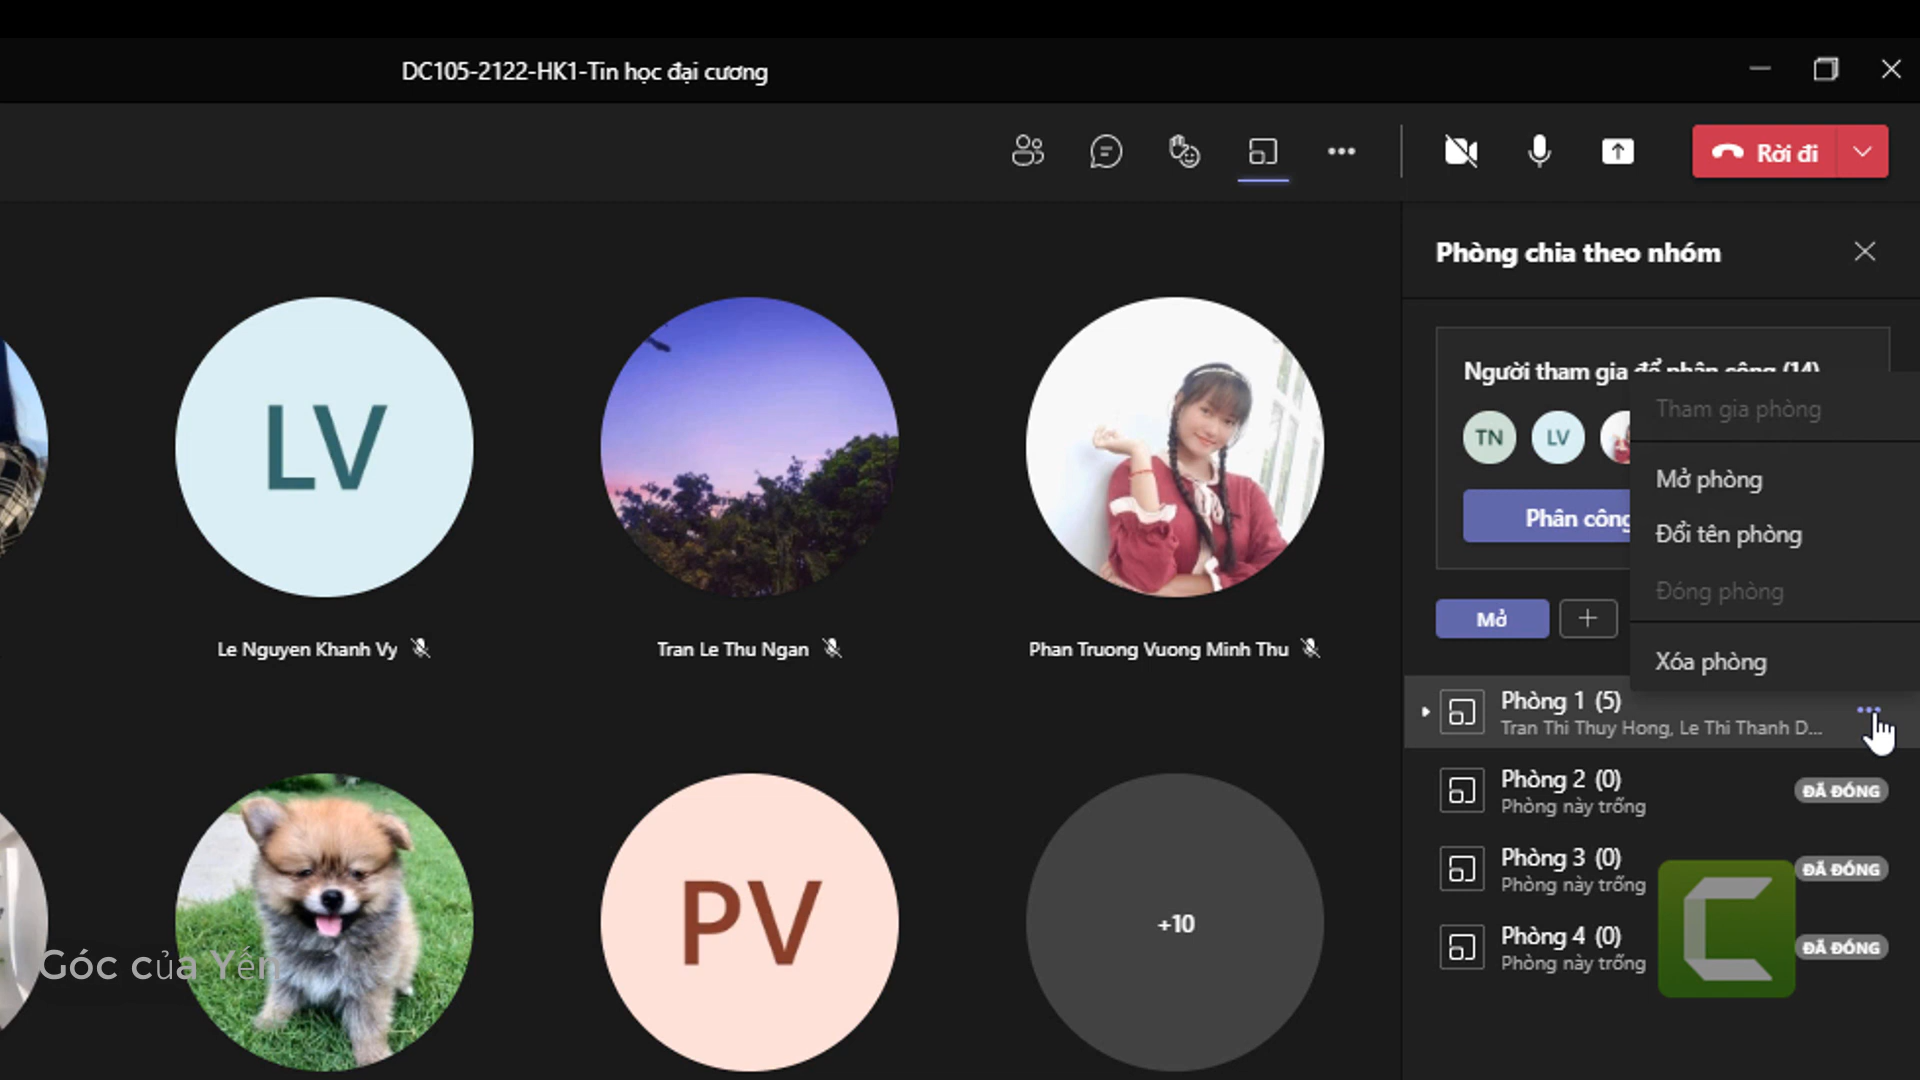 DC105-2122-HK1-Tin học đại cương
Rời đi
Phòng chia theo nhóm
Người tham gia để phân công (14)
TN
LV
Phân công
Tham gia phòng
Mở phòng
Đổi tên phòng
Đóng phòng
Xóa phòng
Mở
Phòng 1 (5)
Tran Thi Thuy Hong, Le Thi Thanh D...
Phòng 2 (0)
Phòng này trống
ĐÃ ĐÓNG
Phòng 3 (0)
Phòng này trống
ĐÃ ĐÓNG
Phòng 4 (0)
Phòng này trống
ĐÃ ĐÓNG
LV
Le Nguyen Khanh Vy
Tran Le Thu Ngan
Phan Truong Vuong Minh Thu
PV
+10
Góc của Yến